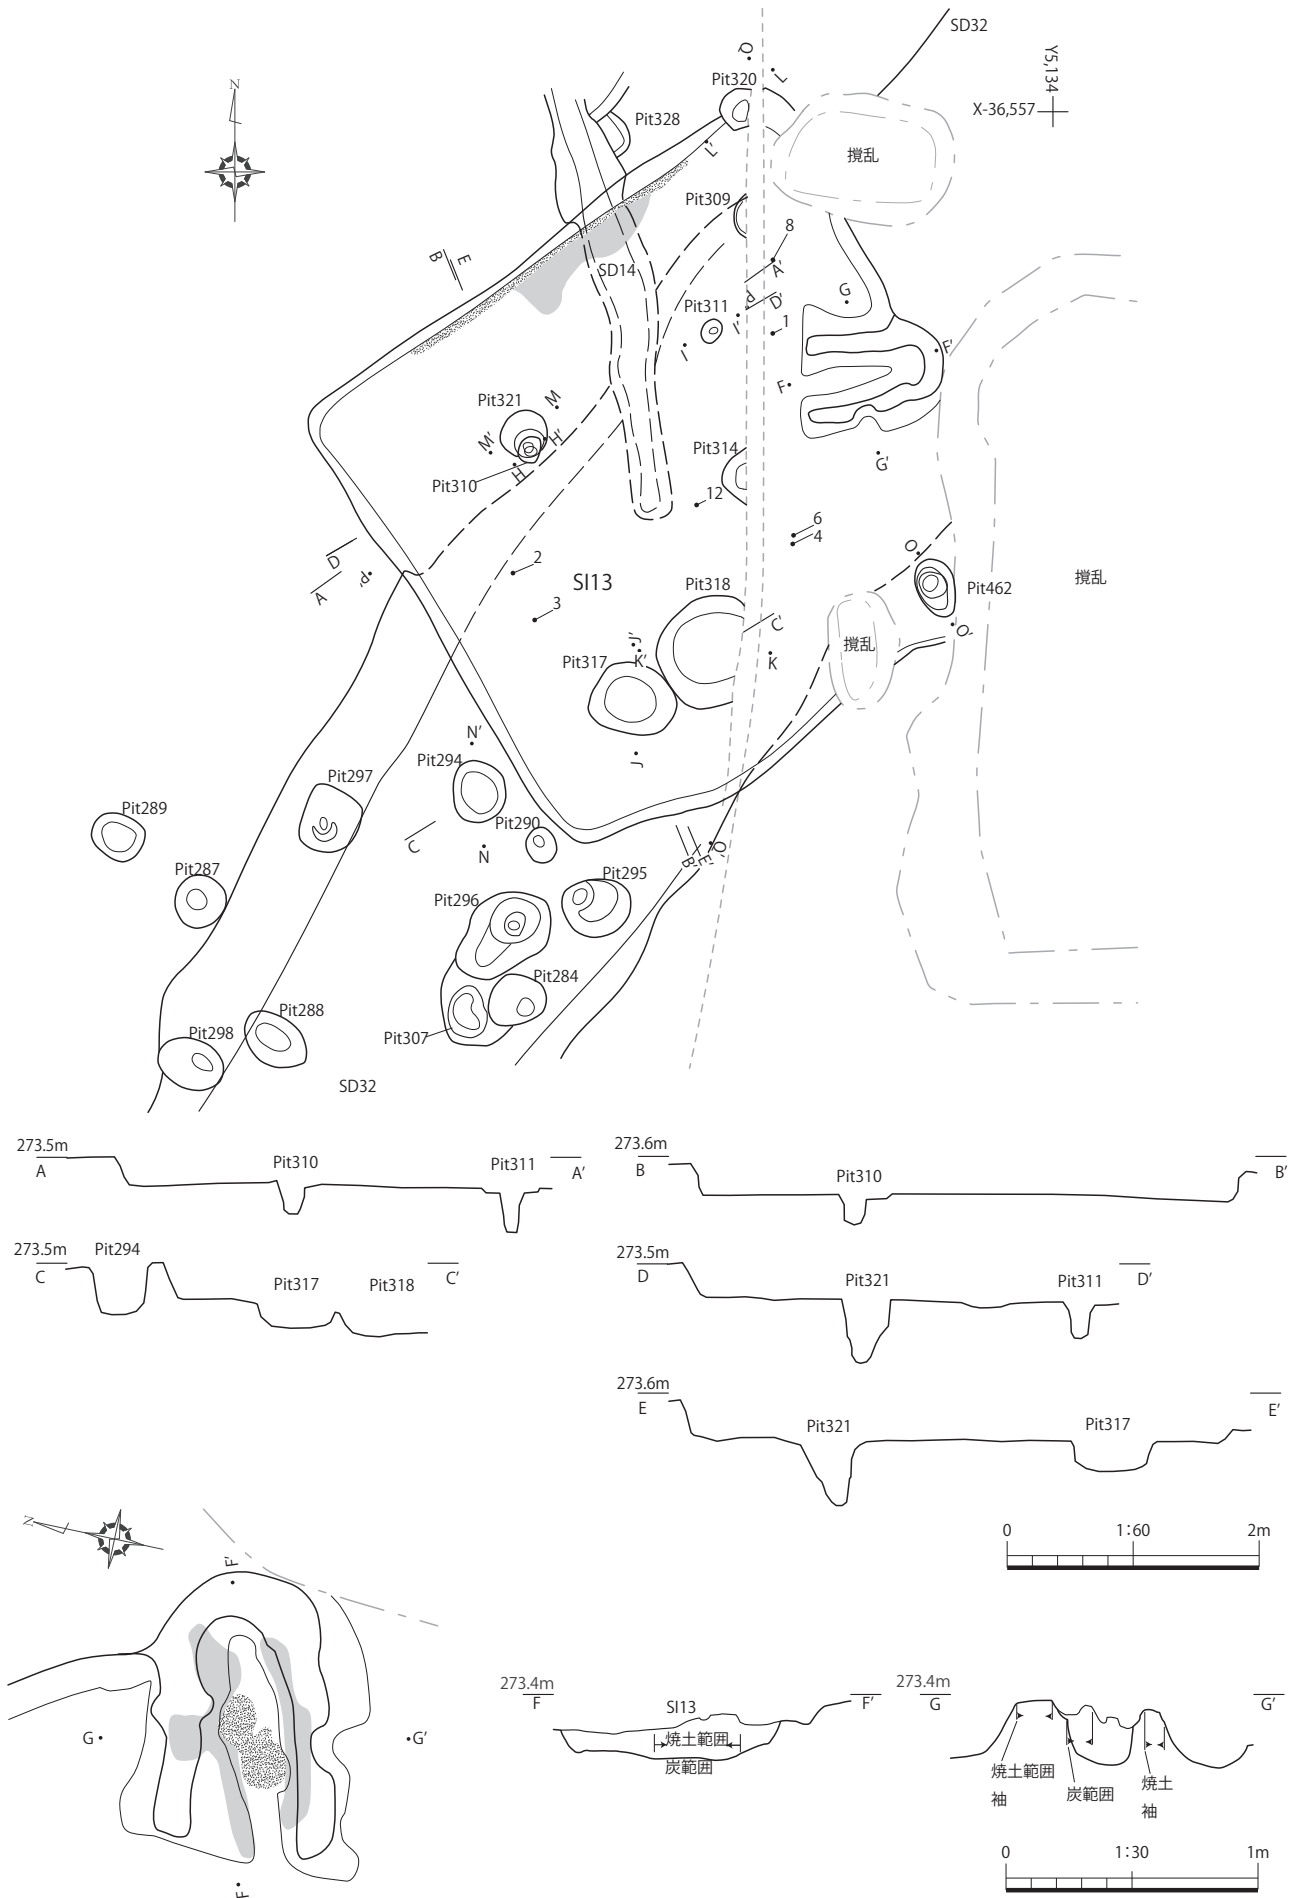 SD32
Y5,134
Q
L
Pit320
X-36,557
N
Pit328
L'
攪乱
Pit309
8
B
E
SD14
A'
P
D'
G
Pit311
I'
1
I
F'
F
Pit321
M
M'
H'
H
Pit310
Pit314
G'
12
6
4
O
D
P'
A
2
SI13
Pit318
Pit462
攪乱
3
C'
O'
J'
K'
攪乱
Pit317
K
N'
J
Pit294
Pit297
Pit289
Pit290
C
N
B'
E'
Q'
Pit287
Pit295
Pit296
Pit284
Pit288
Pit307
Pit298
SD32
273.5m
A
Pit310
Pit311
A'
273.6m
B
Pit310
B'
273.5m
C
Pit294
Pit317
Pit318
C'
273.5m
D
Pit321
Pit311
D'
273.6m
E
Pit321
Pit317
E'
0
1:60
2m
N
F'
G
G'
F
273.4m
F
SI13
F'
焼土範囲
炭範囲
273.4m
G
G'
焼土範囲
袖
炭範囲
焼土
袖
0
1:30
1m